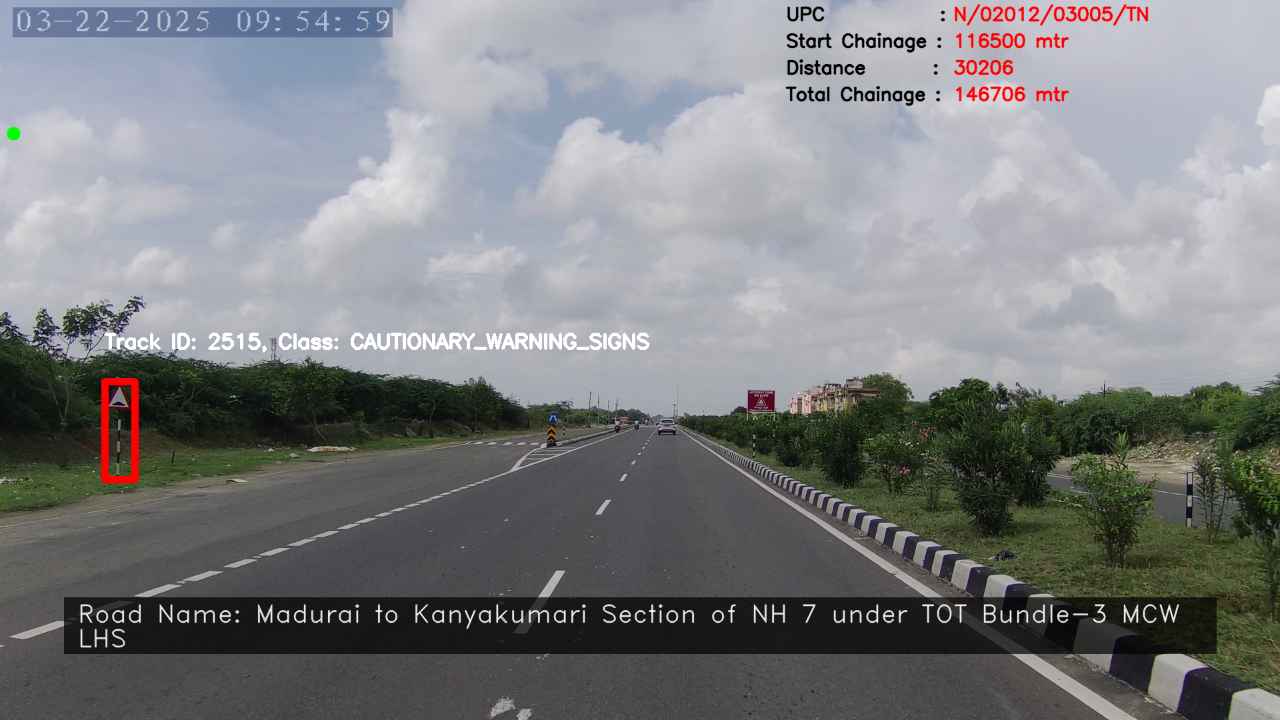 03-22-2025 09:54:59
UPC : N/02012/03005/TN
Start Chainage : 116500 mtr
Distance : 30206
Total Chainage : 146706 mtr
Track ID: 2515, Class: CAUTIONARY_WARNING_SIGNS
Road Name: Madurai to Kanyakumari Section of NH 7 under TOT Bundle-3 MCW
LHS